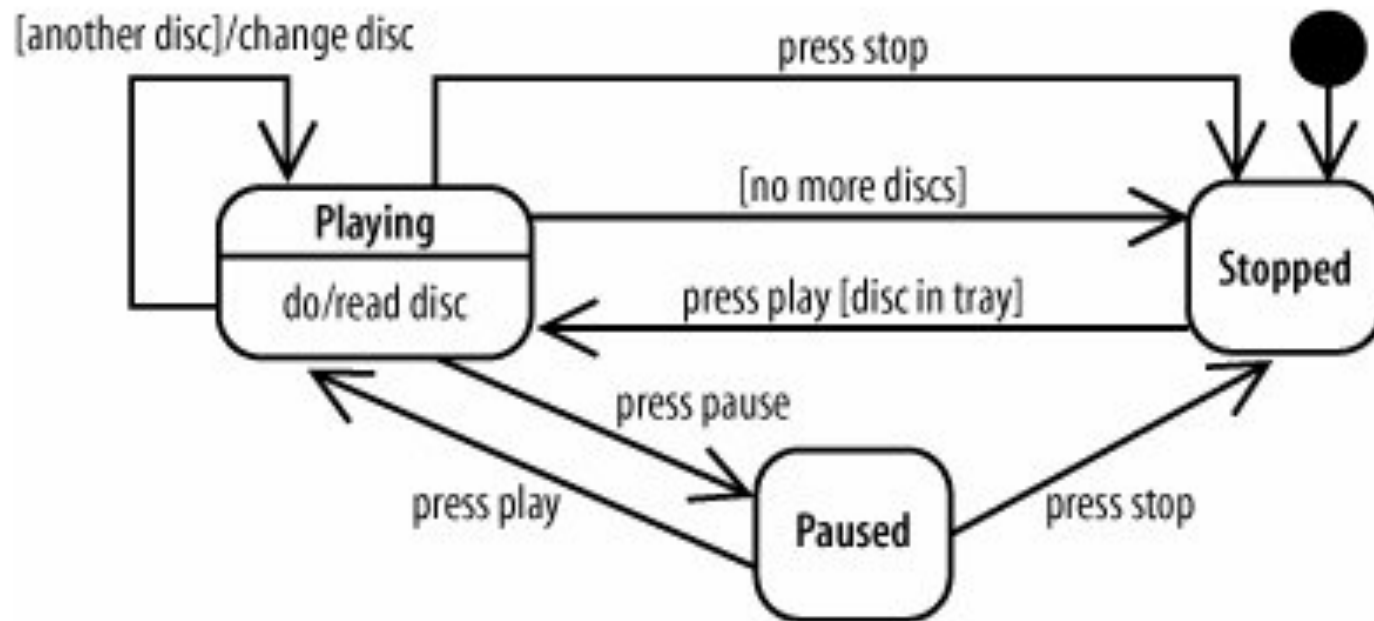 [another disc]/change disc
press stop
[no more discs]
Playing
Stopped
do/read disc
press play [disc in tray]
press pause
press play
press stop
Paused